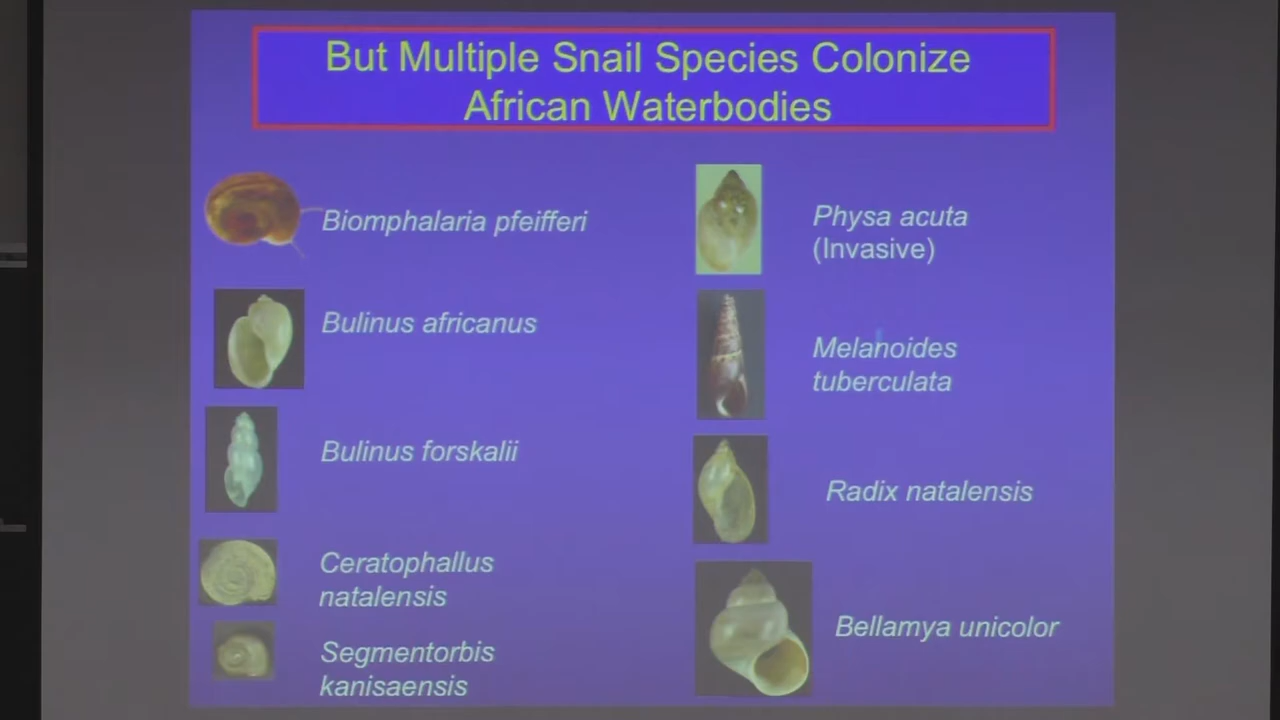 But Multiple Snail Species Colonize
African Waterbodies
Biomphalaria pfeifferi
Bulinus africanus
Bulinus forskalii
Ceratophallus
natalensis
Segmentorbis
kanisaensis
Physa acuta
(Invasive)
Melanoides
tuberculata
Radix natalensis
Bellamya unicolor